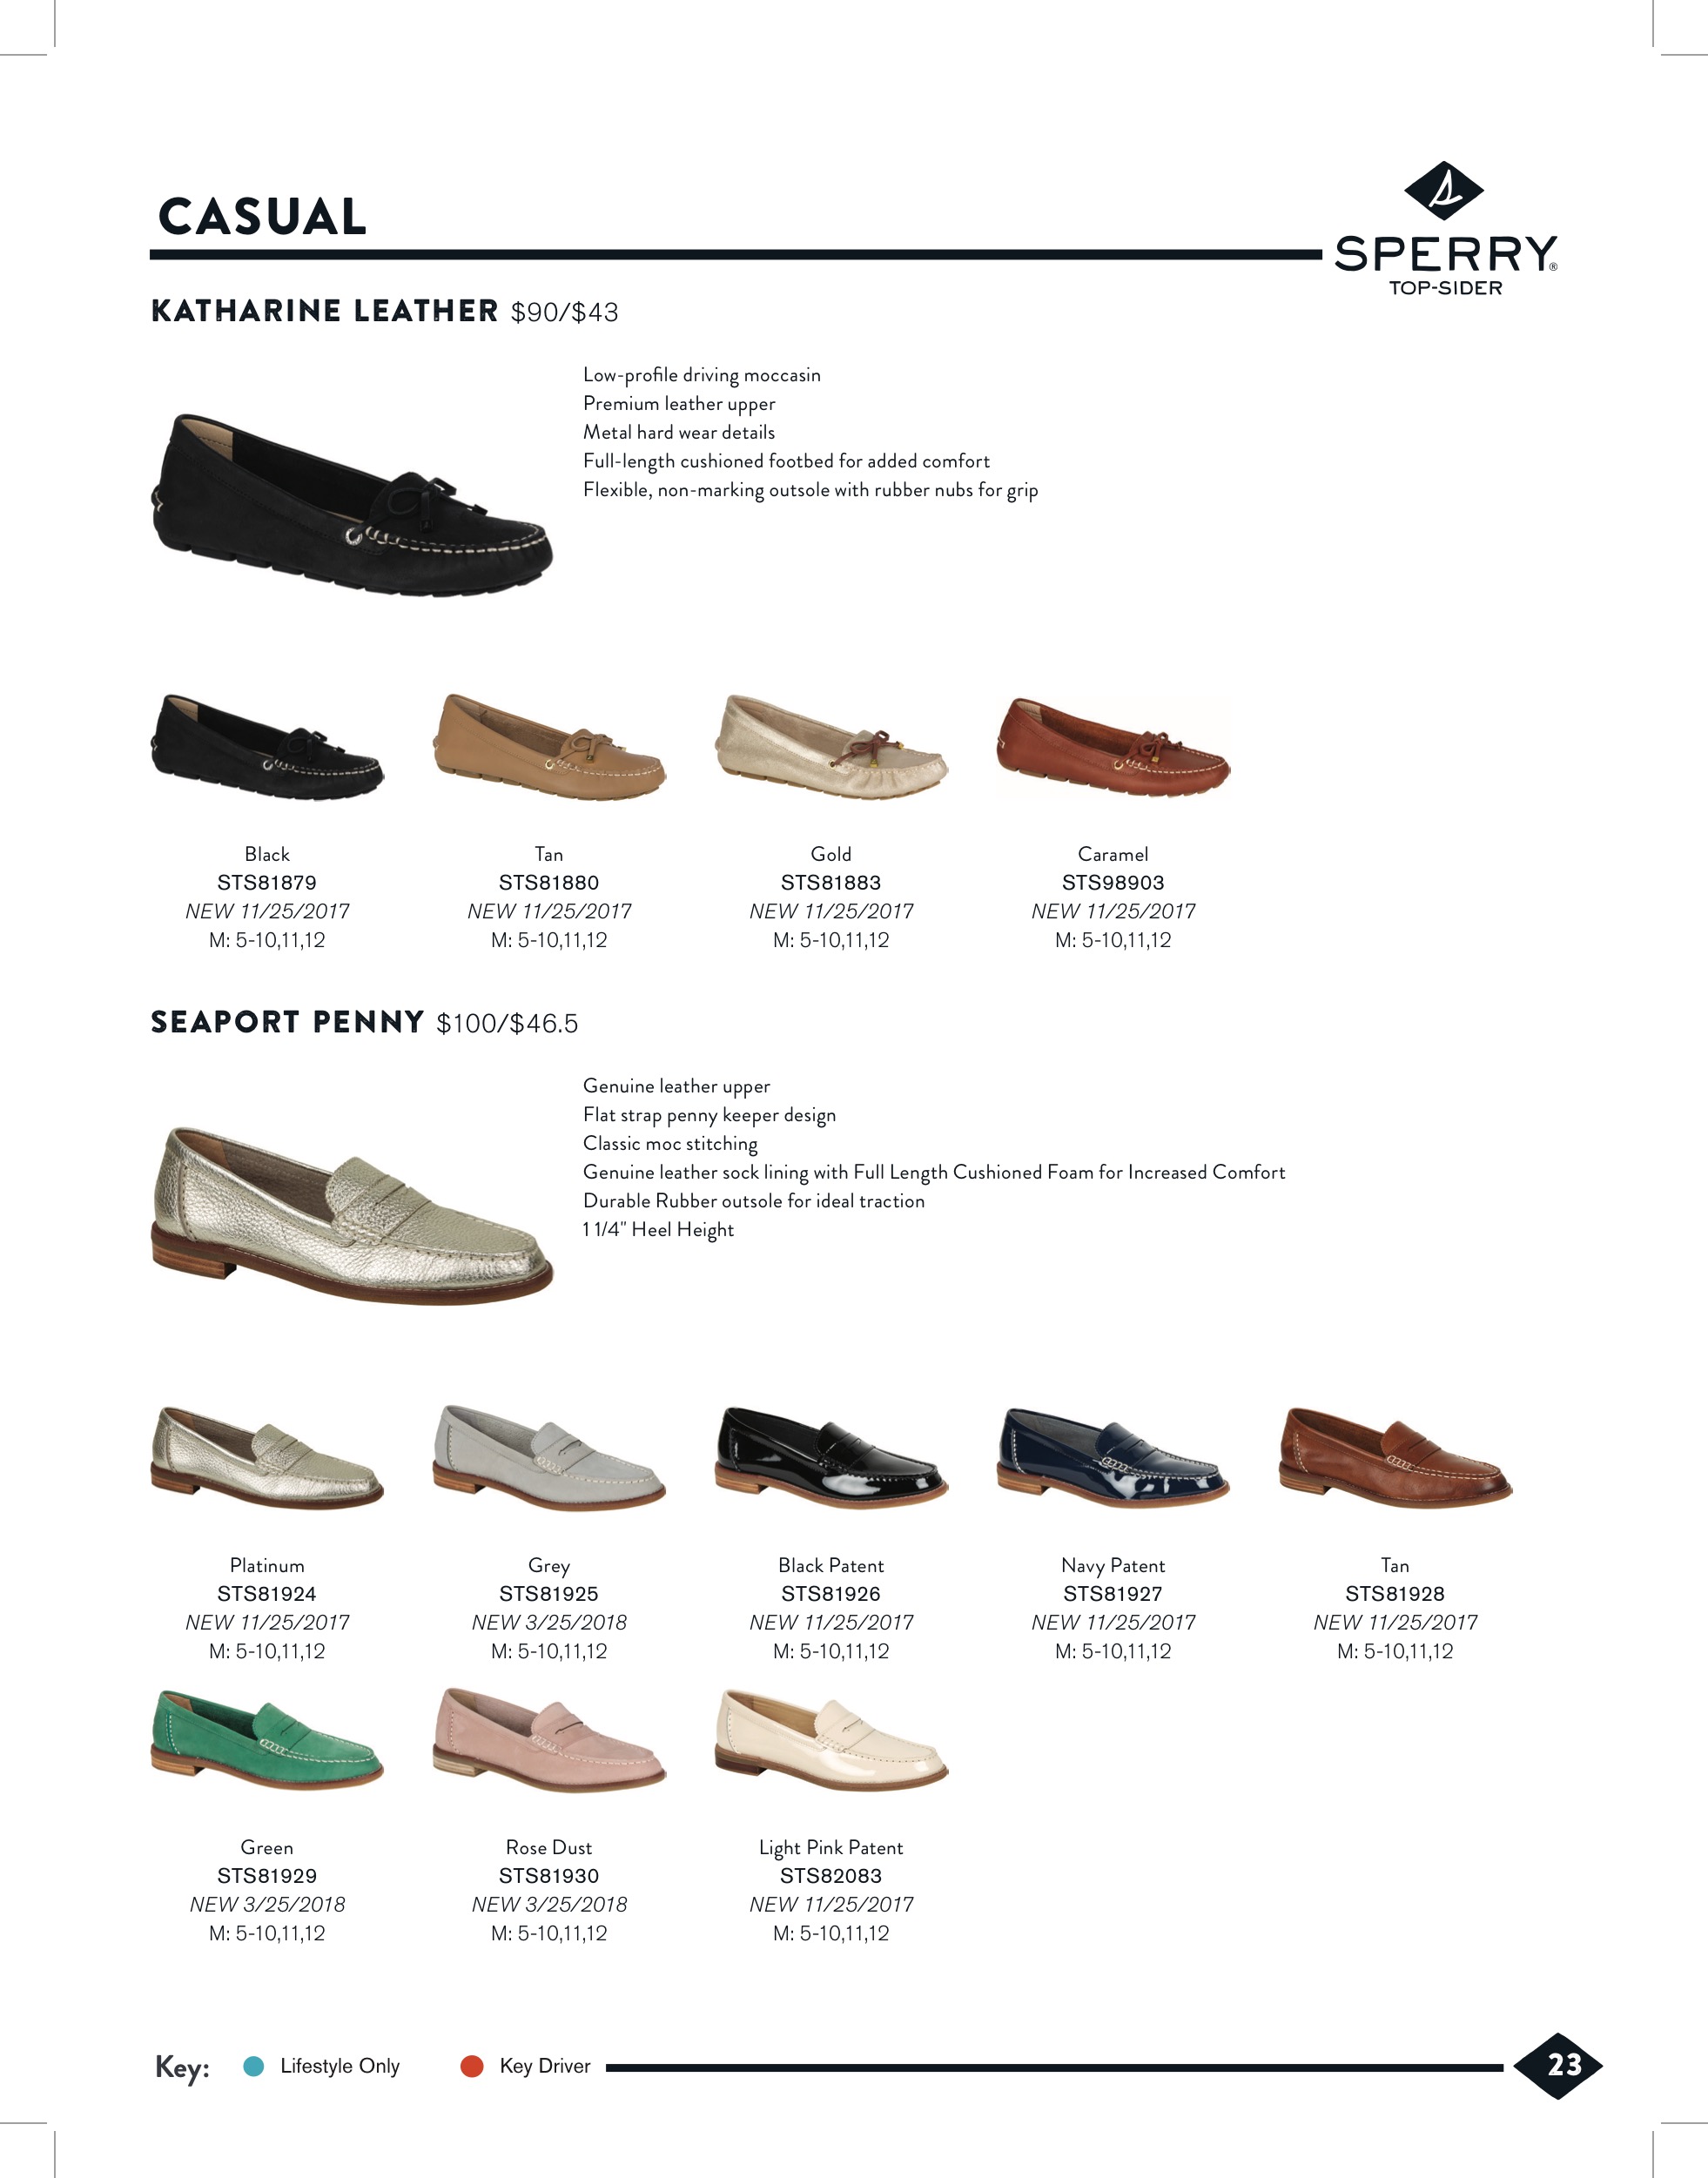 CASUAL
SPERRY®
TOP-SIDER
KATHARINE LEATHER $90/$43
Low-profile driving moccasin
Premium leather upper
Metal hard wear details
Full-length cushioned footbed for added comfort
Flexible, non-marking outsole with rubber nubs for grip
Black
STS81879
NEW 11/25/2017
M: 5-10,11,12
Tan
STS81880
NEW 11/25/2017
M: 5-10,11,12
Gold
STS81883
NEW 11/25/2017
M: 5-10,11,12
Caramel
STS98903
NEW 11/25/2017
M: 5-10,11,12
SEAPORT PENNY $100/$46.5
Genuine leather upper
Flat strap penny keeper design
Classic moc stitching
Genuine leather sock lining with Full Length Cushioned Foam for Increased Comfort
Durable Rubber outsole for ideal traction
1 1/4" Heel Height
Platinum
STS81924
NEW 11/25/2017
M: 5-10,11,12
Grey
STS81925
NEW 3/25/2018
M: 5-10,11,12
Black Patent
STS81926
NEW 11/25/2017
M: 5-10,11,12
Navy Patent
STS81927
NEW 11/25/2017
M: 5-10,11,12
Tan
STS81928
NEW 11/25/2017
M: 5-10,11,12
Green
STS81929
NEW 3/25/2018
M: 5-10,11,12
Rose Dust
STS81930
NEW 3/25/2018
M: 5-10,11,12
Light Pink Patent
STS82083
NEW 11/25/2017
M: 5-10,11,12
Key: Lifestyle Only Key Driver
23